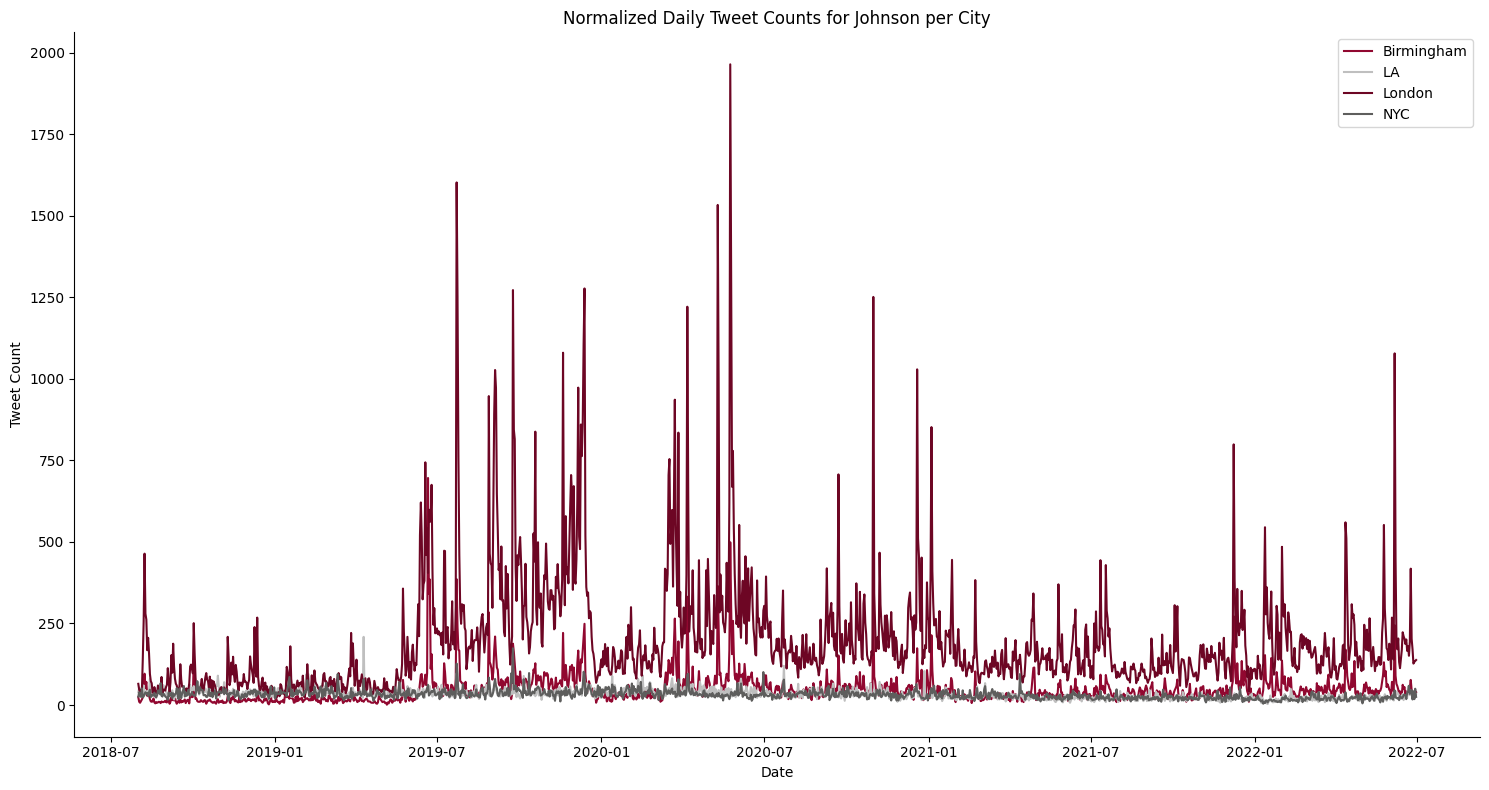 Normalized Daily Tweet Counts for Johnson per City
Birmingham
LA
London
NYC
Tweet Count
2000
1750
1500
1250
1000
750
500
250
0
2018-07
2019-01
2019-07
2020-01
2020-07
2021-01
2021-07
2022-01
2022-07
Date